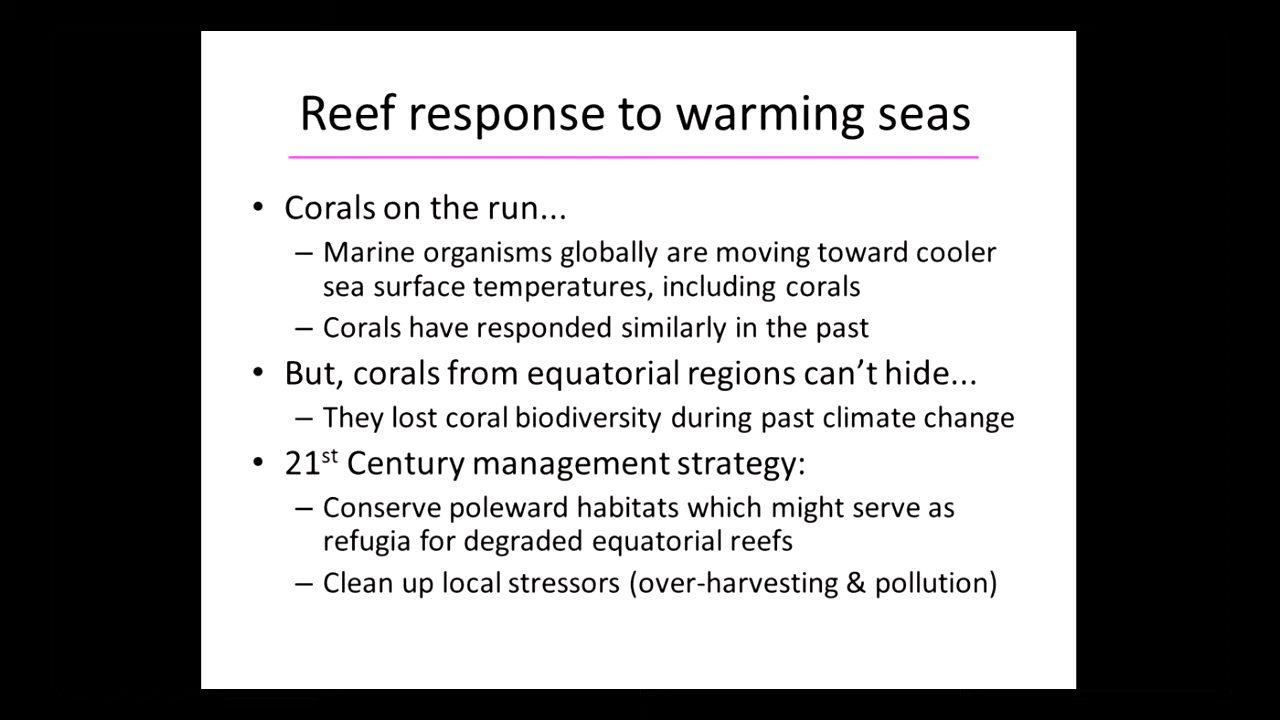 Reef response to warming seas
• Corals on the run...
– Marine organisms globally are moving toward cooler
sea surface temperatures, including corals
– Corals have responded similarly in the past
• But, corals from equatorial regions can’t hide...
– They lost coral biodiversity during past climate change
• 21st Century management strategy:
– Conserve poleward habitats which might serve as
refugia for degraded equatorial reefs
– Clean up local stressors (over-harvesting & pollution)